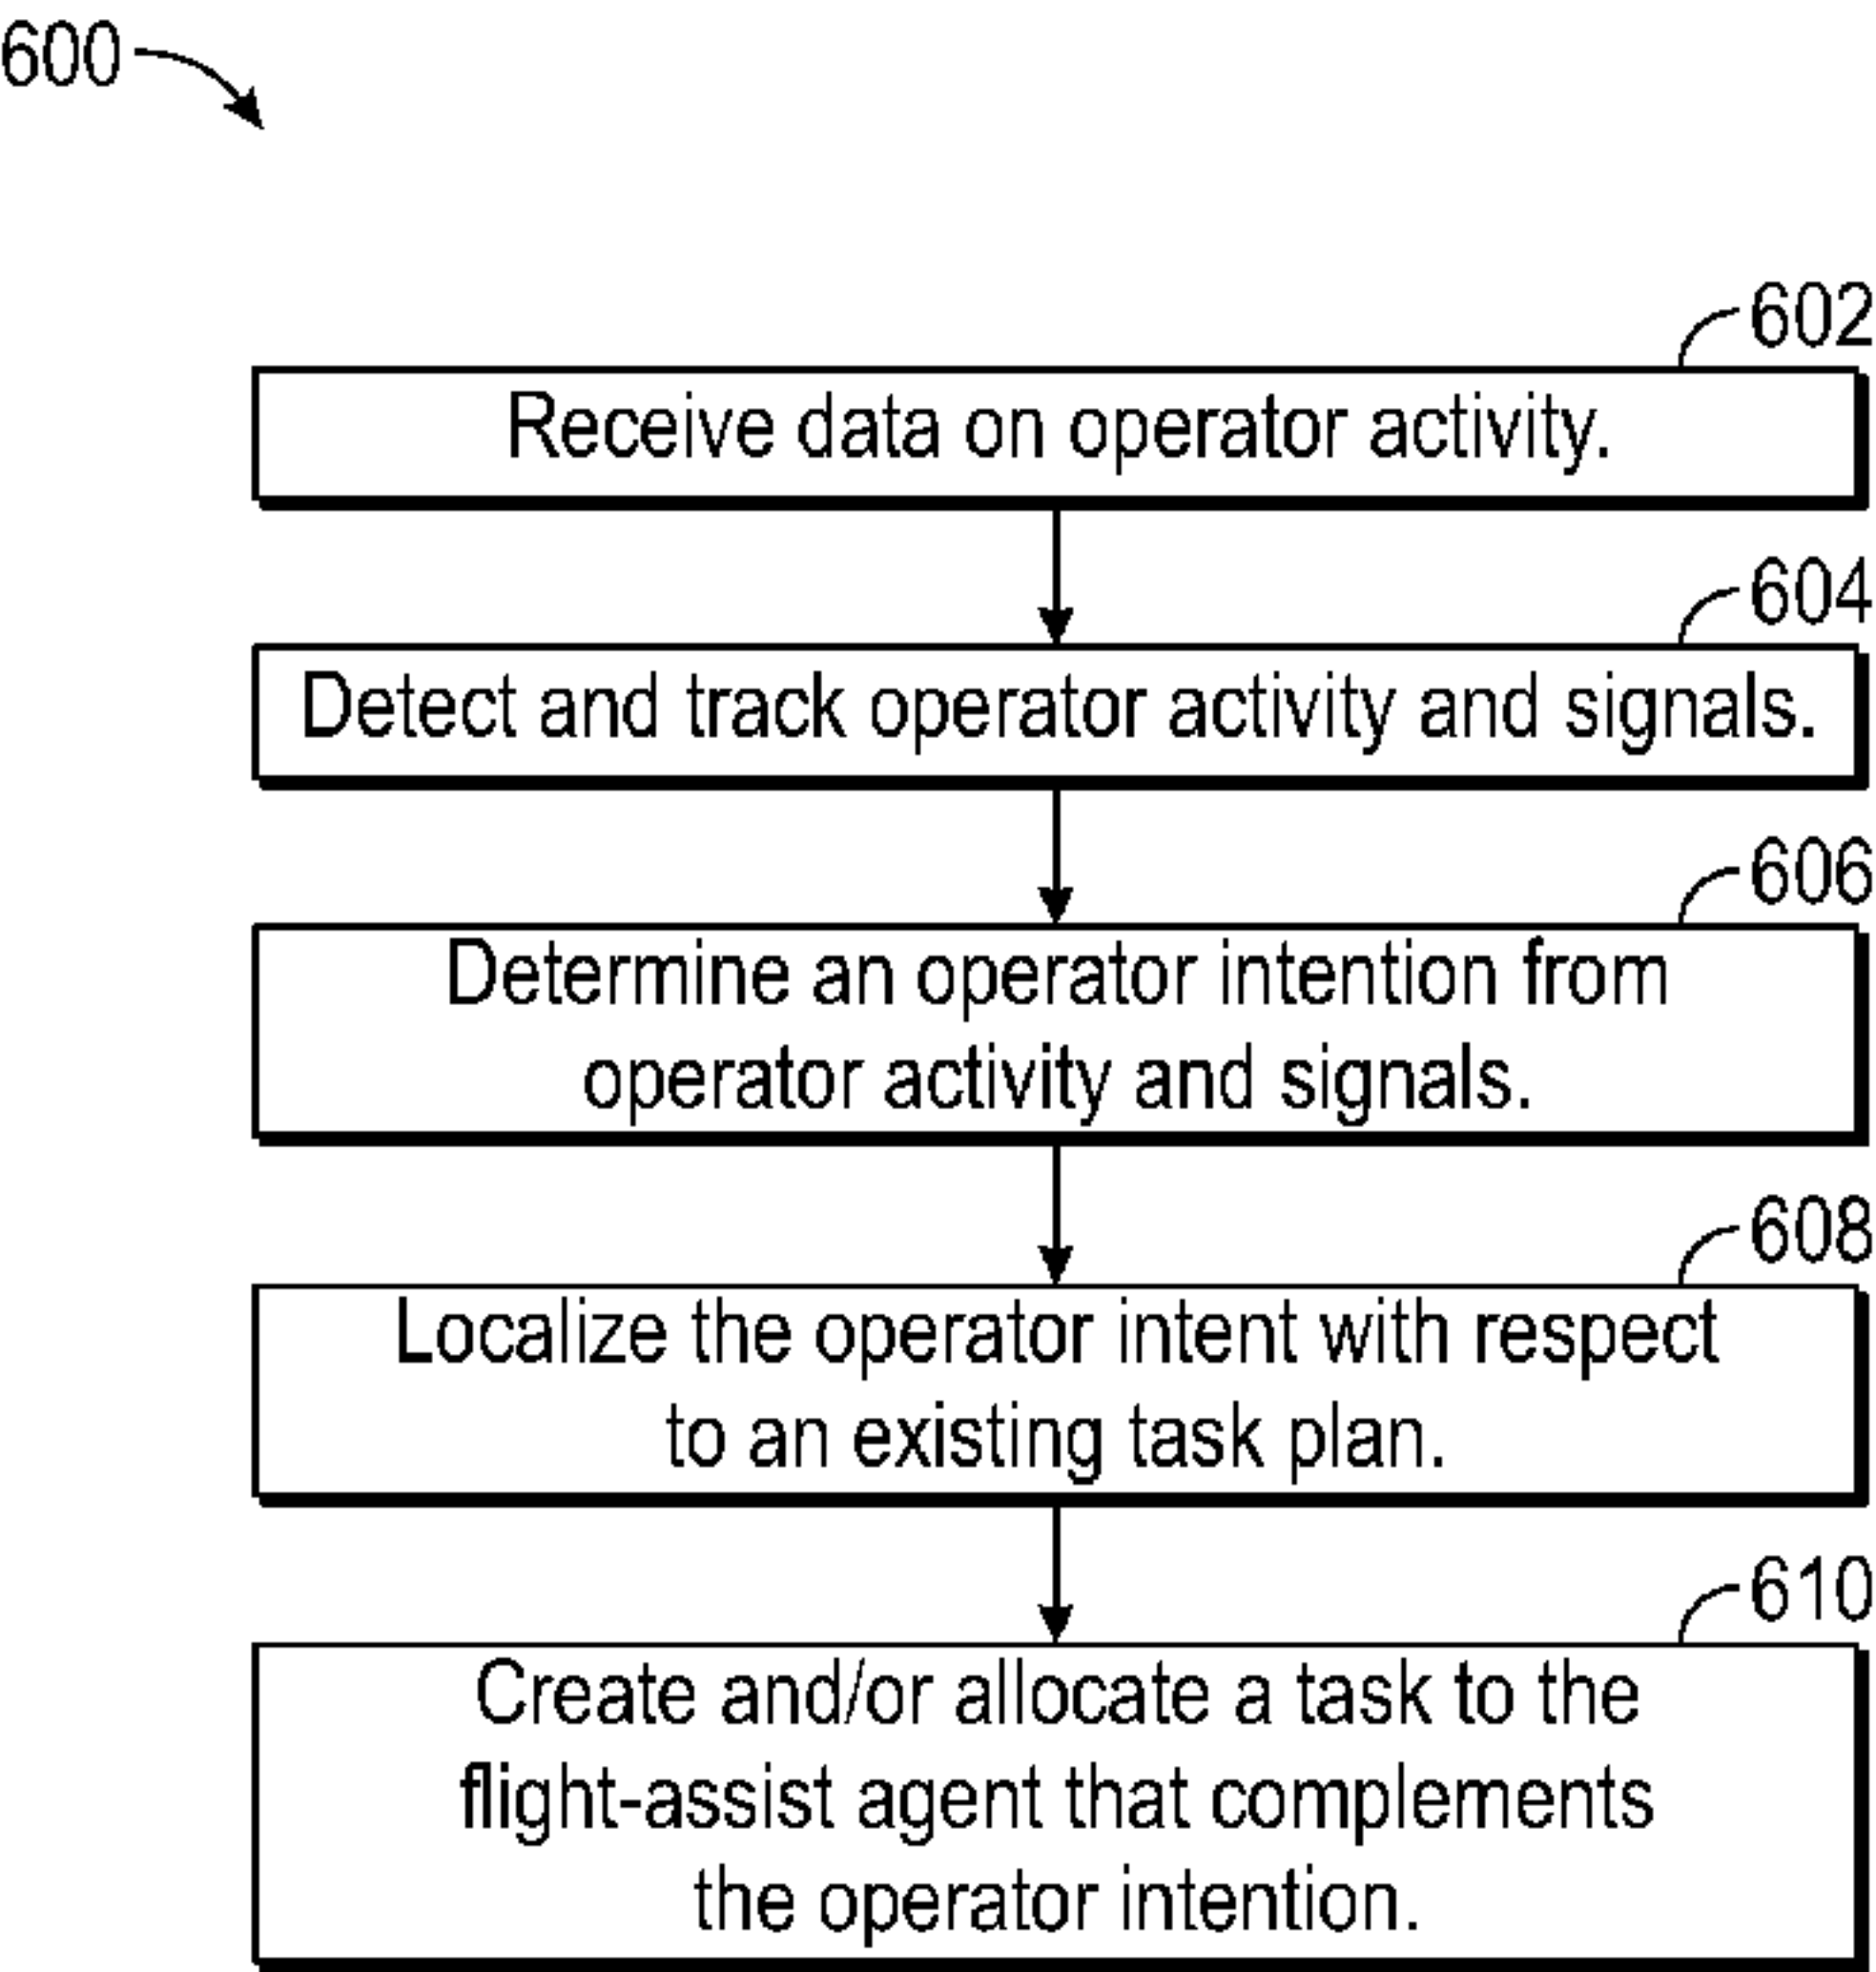 600
602
Receive data on operator activity.
604
Detect and track operator activity and signals.
606
Determine an operator intention from
operator activity and signals.
608
Localize the operator intent with respect
to an existing task plan.
610
Create and/or allocate a task to the
flight-assist agent that complements
the operator intention.